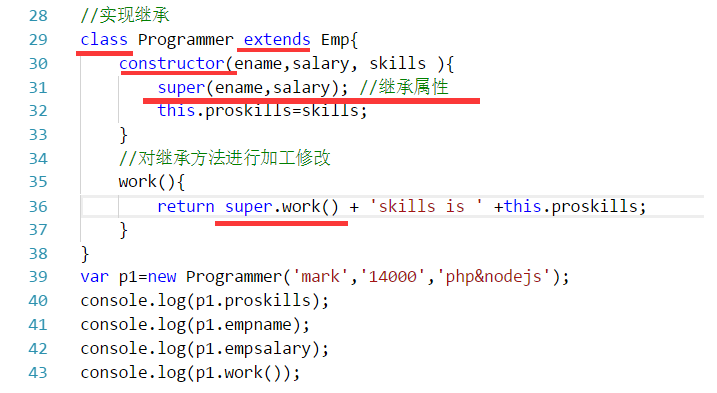 28 //实现继承
29 class Programmer extends Emp{
30     constructor(ename,salary, skills ){
31         super(ename,salary); //继承属性
32         this.proskills=skills;
33     }
34     //对继承方法进行加工修改
35     work(){
36         return super.work() + 'skills is ' +this.proskills;
37     }
38 }
39 var p1=new Programmer('mark','14000','php&nodejs');
40 console.log(p1.proskills);
41 console.log(p1.empname);
42 console.log(p1.empsalary);
43 console.log(p1.work());